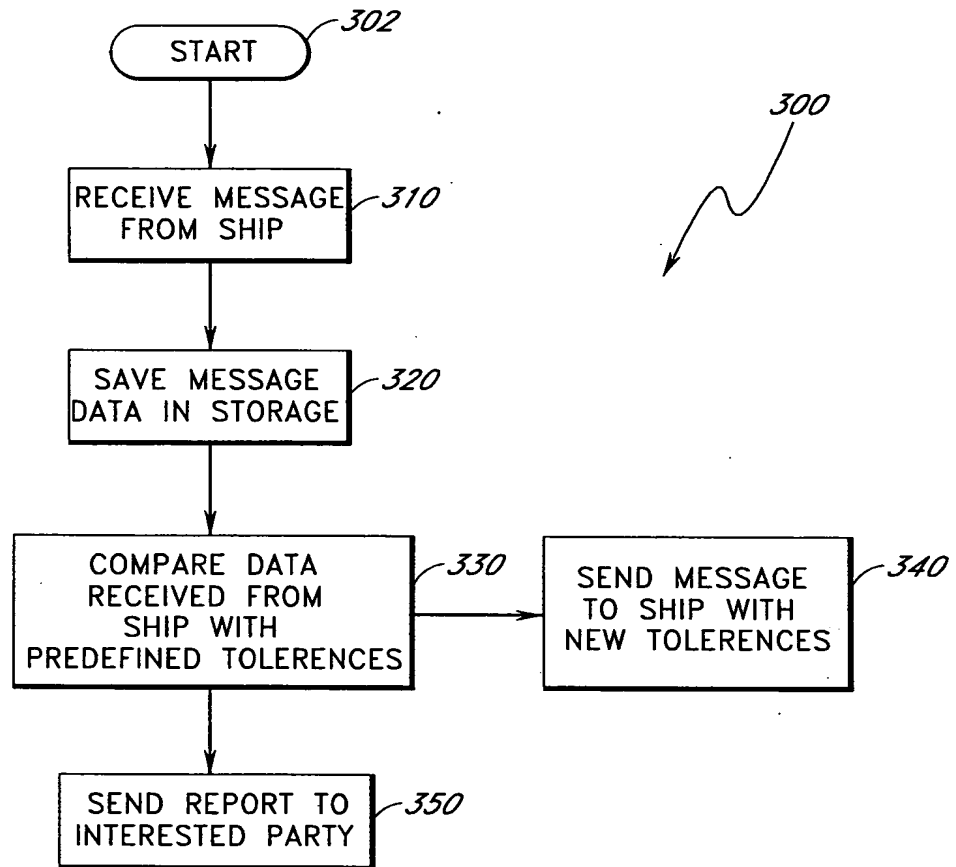 START
302
300
RECEIVE MESSAGE
FROM SHIP
310
SAVE MESSAGE
DATA IN STORAGE
320
COMPARE DATA
RECEIVED FROM
SHIP WITH
PREDEFINED TOLERENCES
330
SEND MESSAGE
TO SHIP WITH
NEW TOLERENCES
340
SEND REPORT TO
INTERESTED PARTY
350